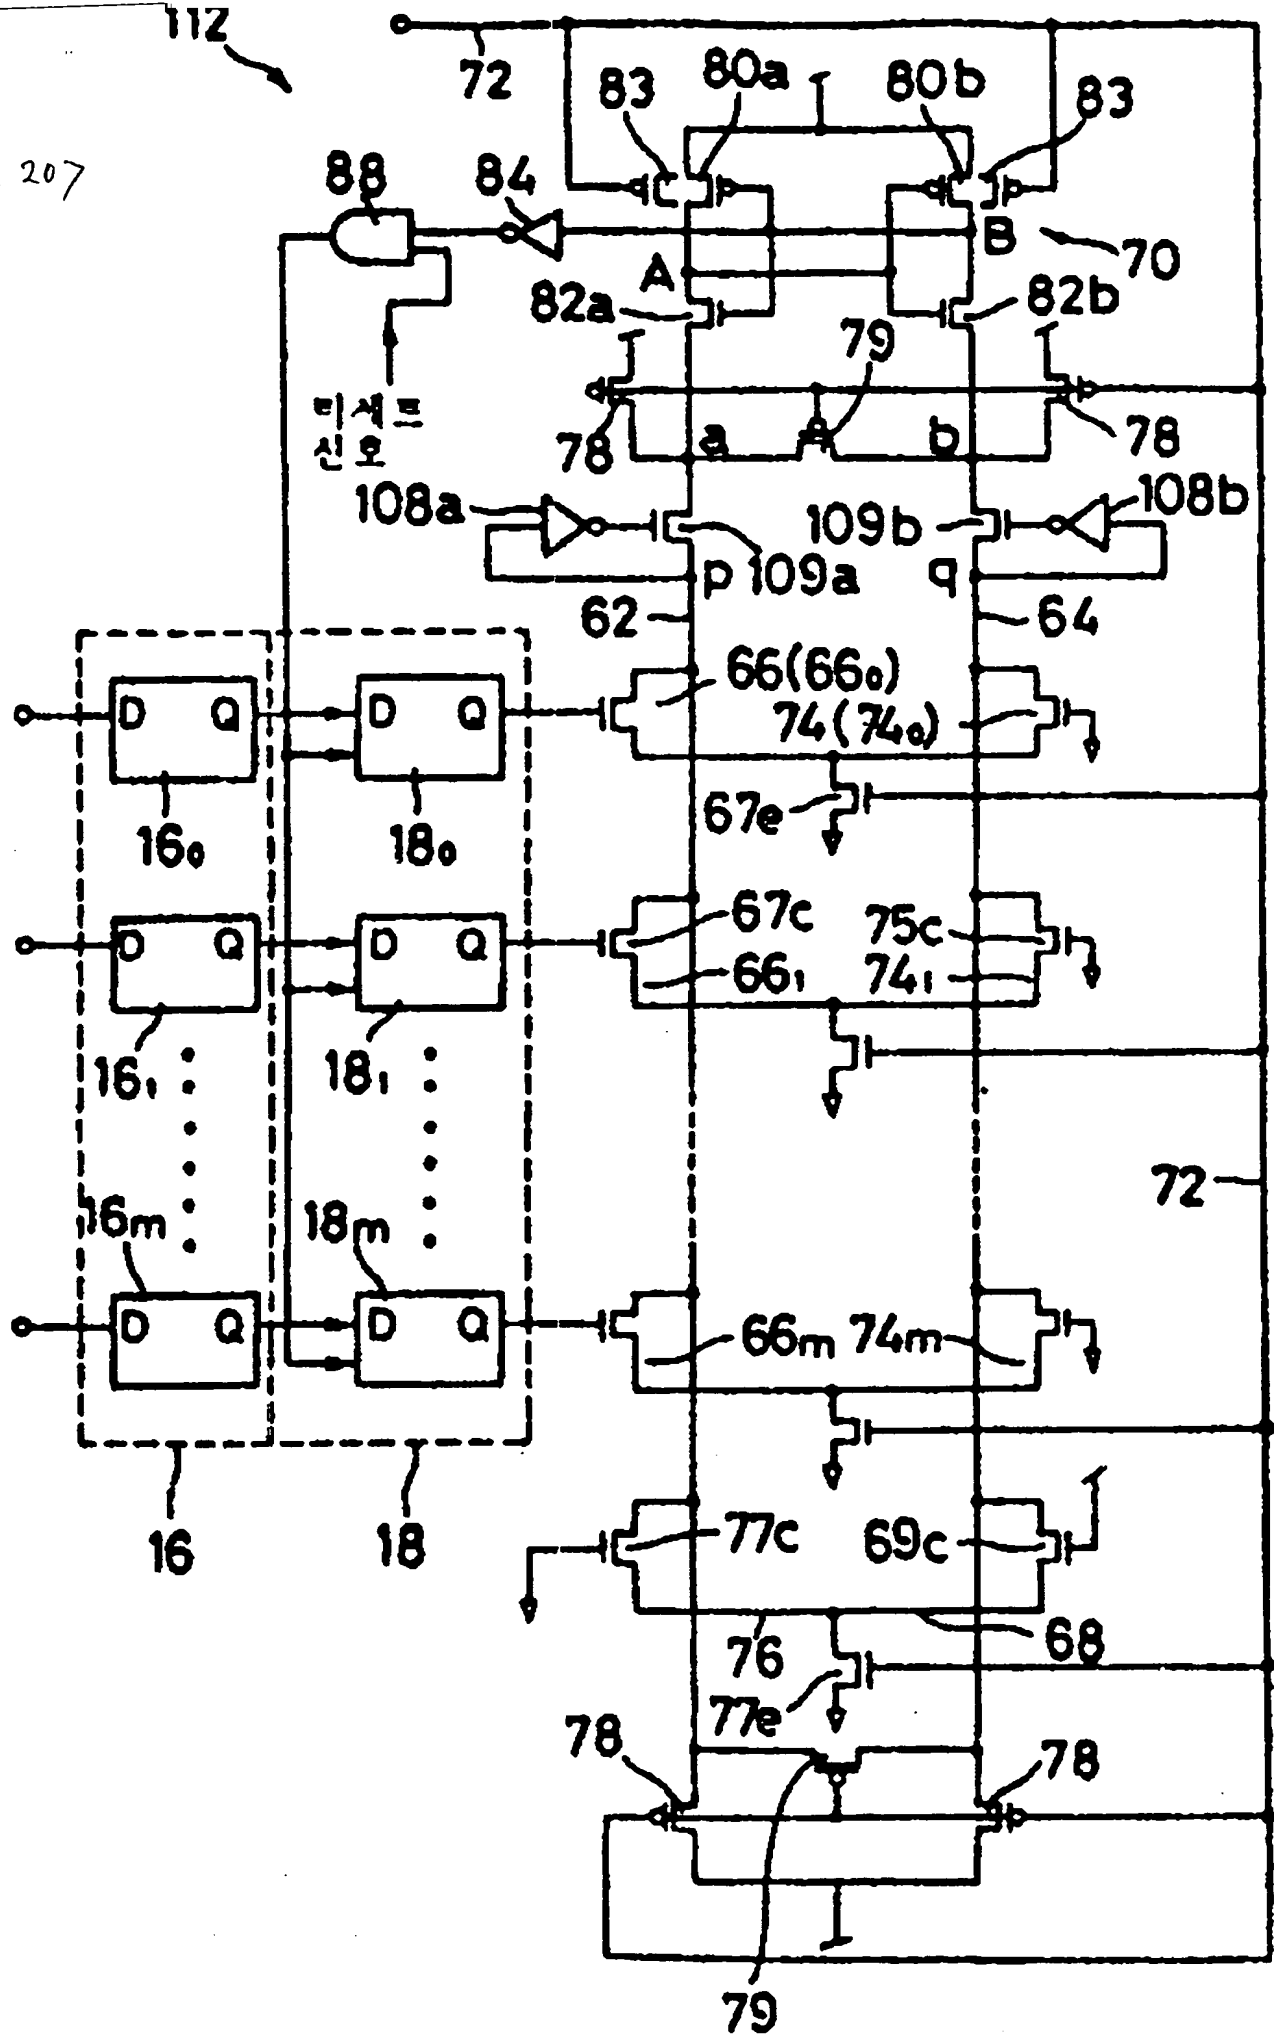 112
72
83
80a
80b
83
207
88
84
A
B
70
82a
82b
79
리세트
신호
78
a
b
78
108a
109b
108b
p
109a
q
62
64
D Q
D Q
66(66₀)
74(74₀)
16₀
18₀
67e
D Q
D Q
67c
75c
66₁
74₁
16₁
18₁
72
16m
18m
D Q
D Q
66m
74m
16
18
77c
69c
76
68
77e
78
78
79